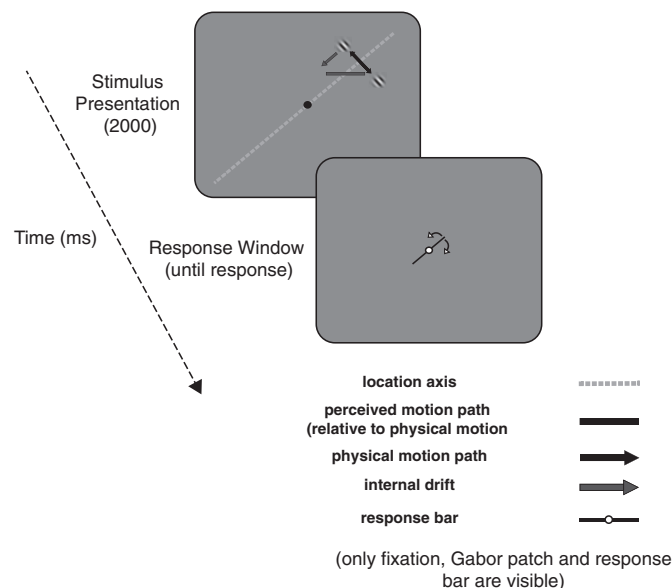 Stimulus
Presentation
(2000)
Time (ms)
Response Window
(until response)
location axis
perceived motion path
(relative to physical motion
physical motion path
internal drift
response bar
(only fixation, Gabor patch and response
bar are visible)